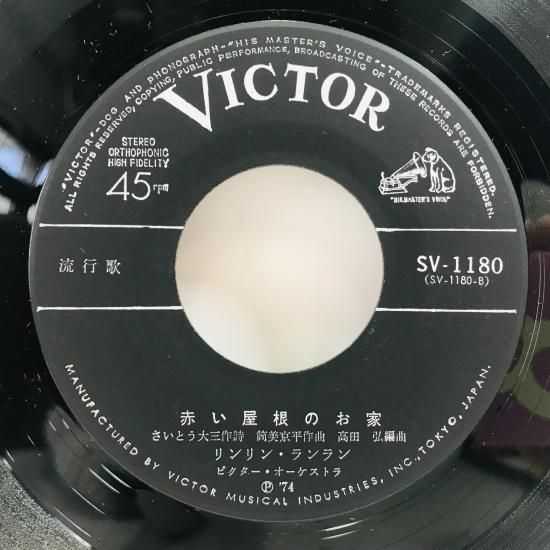 "VICTOR"-DOG AND PHONOGRAPH-"HIS MASTER'S VOICE"-TRADEMARKS REGISTERED.
ALL RIGHTS RESERVED, COPYING, PUBLIC PERFORMANCE, BROADCASTING OF THESE RECORDS ARE FORBIDDEN.
VICTOR
STEREO
ORTHOPHONIC
HIGH FIDELITY
45rpm
"HIS MASTER'S VOICE"
流行歌
SV-1180
(SV-1180-B)
赤い屋根のお家
さいとう大三作詩 筒美京平作曲 高田 弘編曲
リンリン・ランラン
ビクター・オーケストラ
Ⓟ '74
MANUFACTURED BY VICTOR MUSICAL INDUSTRIES, INC., TOKYO, JAPAN.